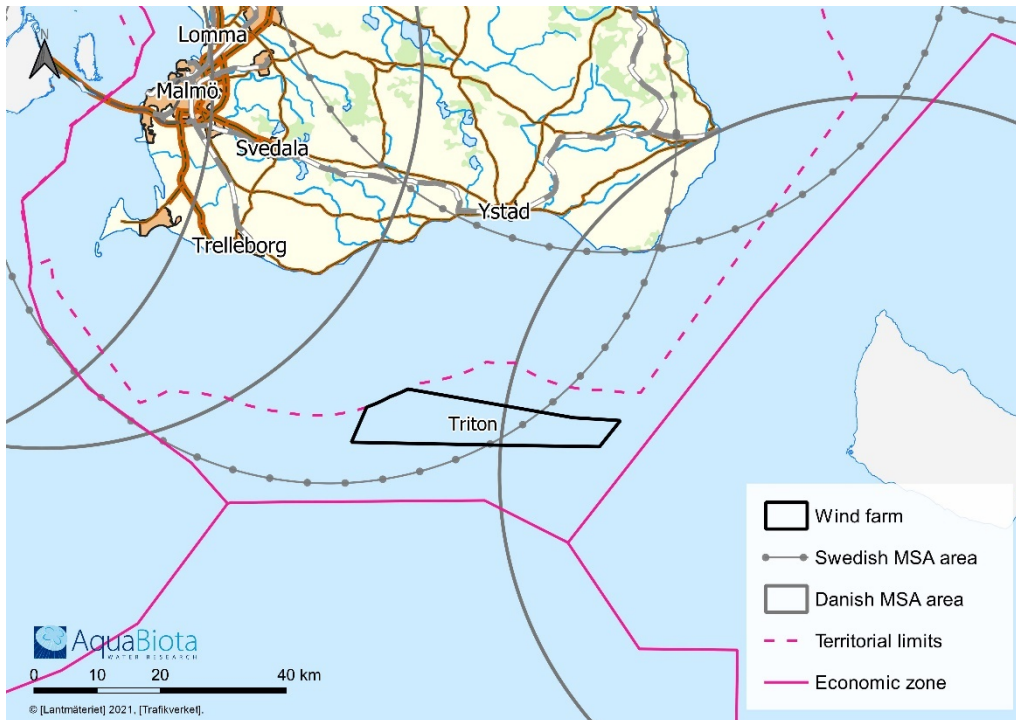 N
Lomma
Malmö
Svedala
Ystad
Trelleborg
Triton
Wind farm
Swedish MSA area
Danish MSA area
Territorial limits
Economic zone
AquaBiota
WATER RESEARCH
0 10 20 40 km
© [Lantmäteriet] 2021, [Trafikverket].